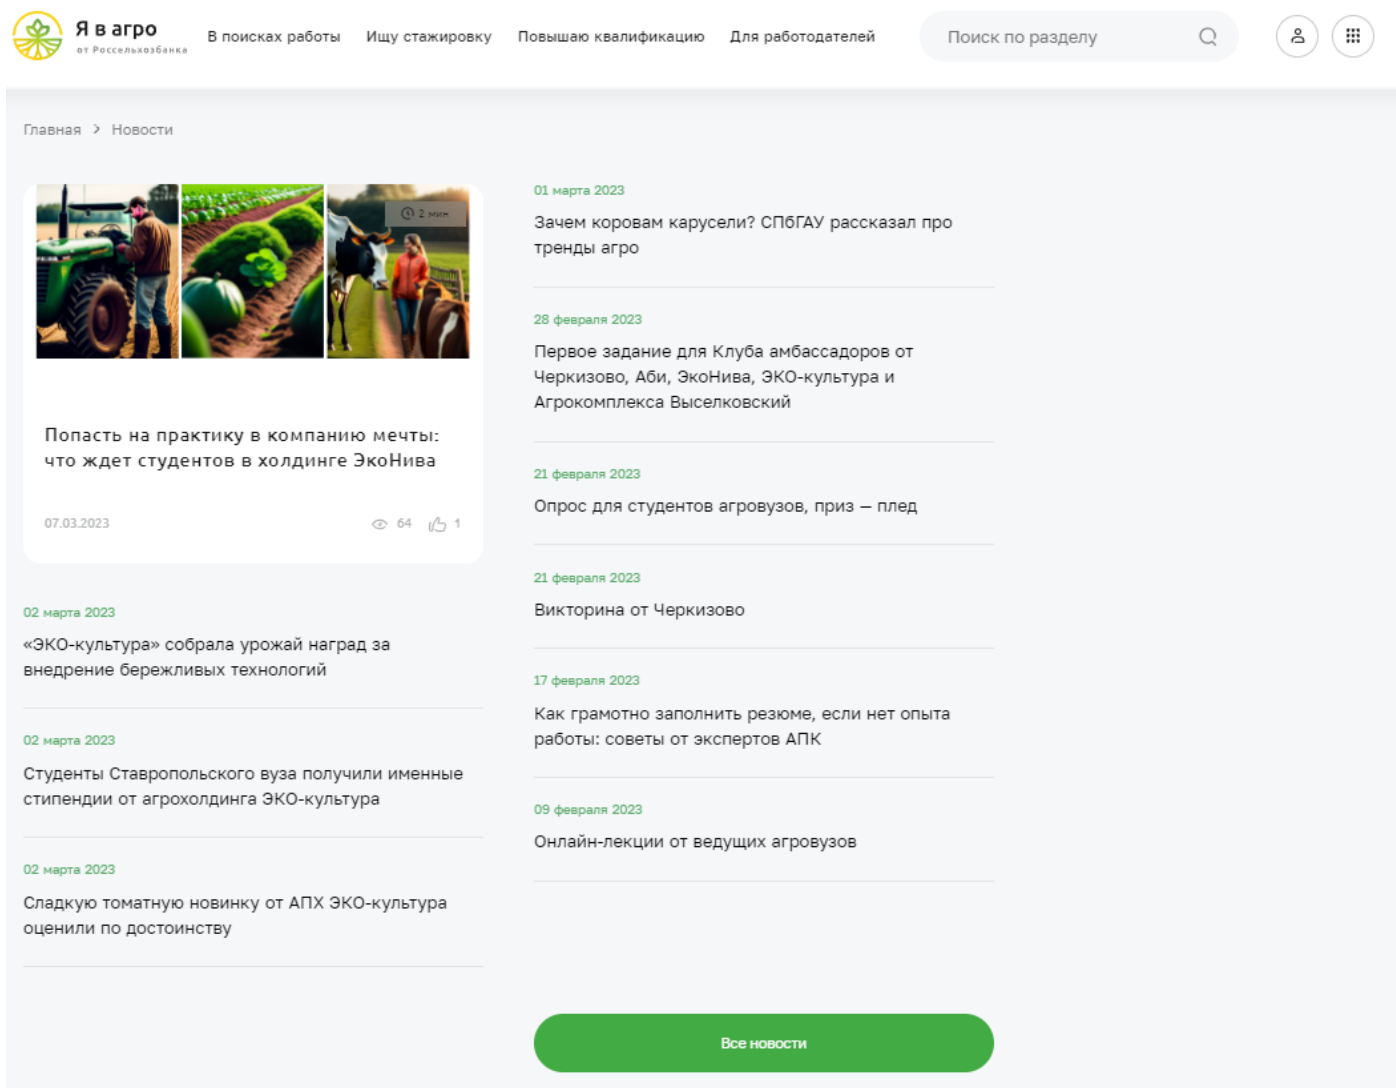 Я в агро
от Россельхозбанка
В поисках работы
Ищу стажировку
Повышаю квалификацию
Для работодателей
Поиск по разделу
Главная > Новости
2 мин
Попасть на практику в компанию мечты:
что ждет студентов в холдинге ЭкоНива
07.03.2023
64
1
02 марта 2023
«ЭКО-культура» собрала урожай наград за
внедрение бережливых технологий
02 марта 2023
Студенты Ставропольского вуза получили именные
стипендии от агрохолдинга ЭКО-культура
02 марта 2023
Сладкую томатную новинку от АПХ ЭКО-культура
оценили по достоинству
01 марта 2023
Зачем коровам карусели? СПбГАУ рассказал про
тренды агро
28 февраля 2023
Первое задание для Клуба амбассадоров от
Черкизово, Аби, ЭкоНива, ЭКО-культура и
Агрокомплекса Выселковский
21 февраля 2023
Опрос для студентов агровузов, приз — плед
21 февраля 2023
Викторина от Черкизово
17 февраля 2023
Как грамотно заполнить резюме, если нет опыта
работы: советы от экспертов АПК
09 февраля 2023
Онлайн-лекции от ведущих агровузов
Все новости